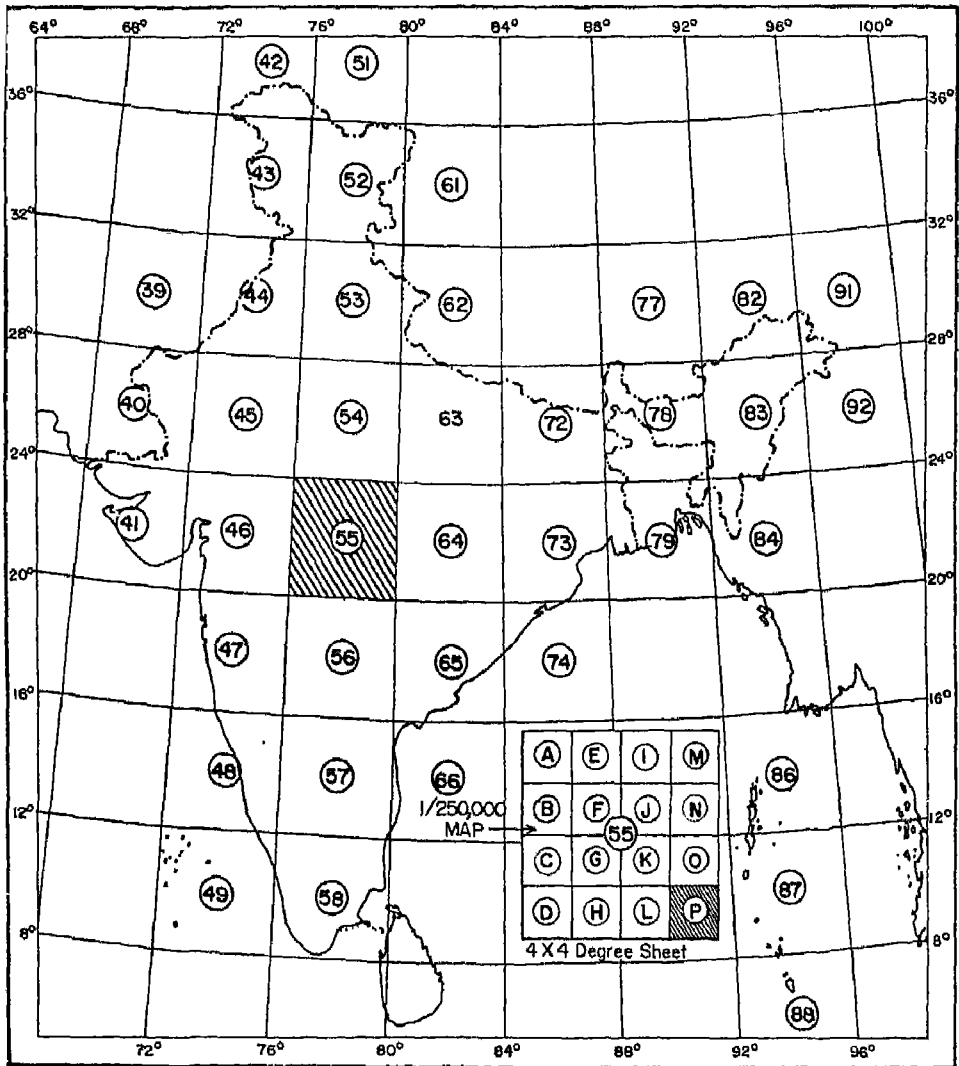 64° 68° 72° 76° 80° 84° 88° 92° 96° 100°
42 51
36° 36°
43 52 61
32° 32°
39 44 53 62 77 82 91
28° 28°
40 45 54 63 72 78 83 92
24° 24°
41 46 55 64 73 79 84
20° 20°
47 56 65 74
16° 16°
48 57 66 86
A E I M
1/250,000
MAP
B F J N
12° 12°
55
C G K O
49 58 87
D H L P
8° 8°
4 X 4 Degree Sheet
88
72° 76° 80° 84° 88° 92° 96°